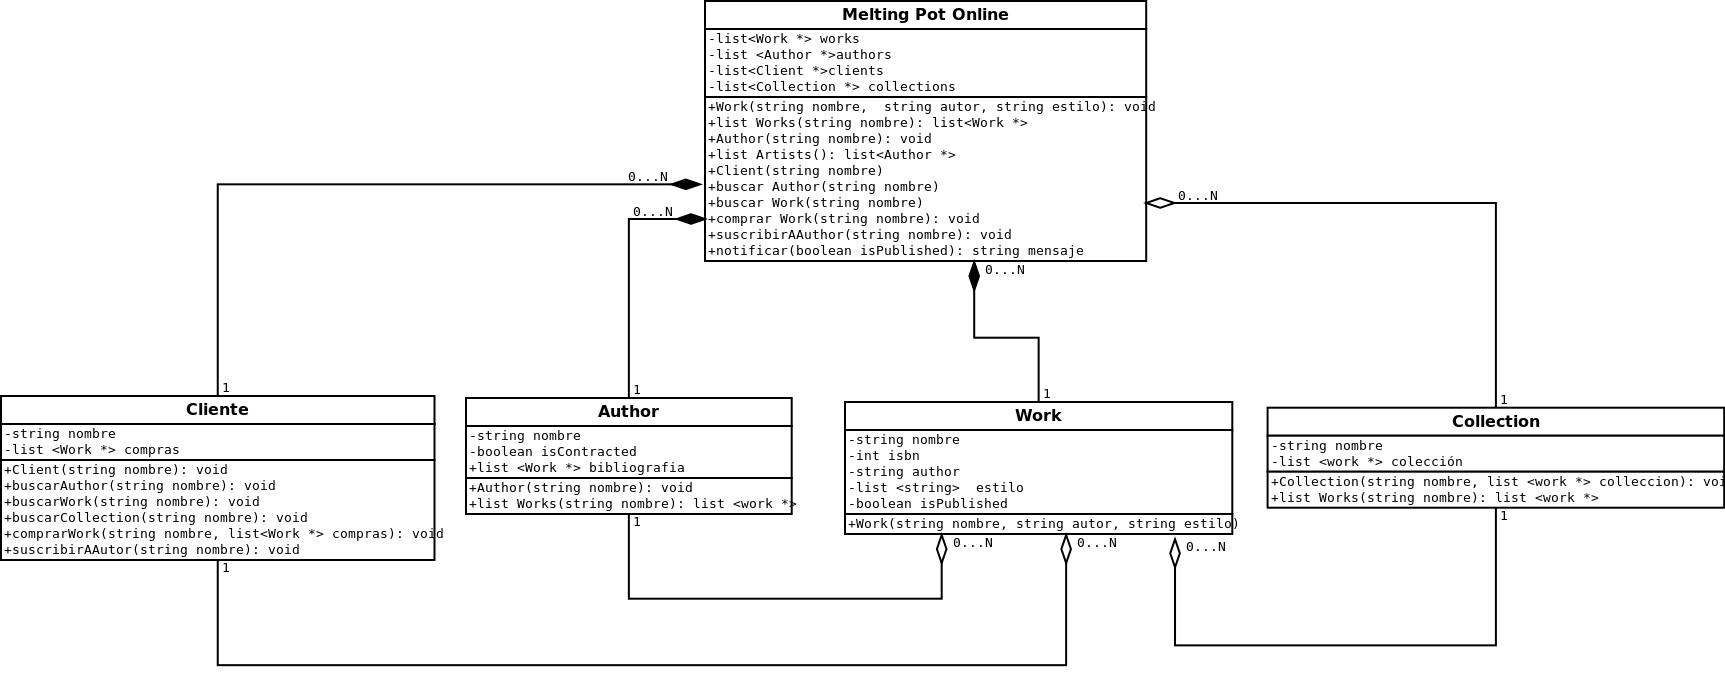 Melting Pot Online
-list<Work *> works
-list <Author *>authors
-list<Client *>clients
-list<Collection *> collections
+Work(string nombre,  string autor, string estilo): void
+list Works(string nombre): list<Work *>
+Author(string nombre): void
+list Artists(): list<Author *>
+Client(string nombre)
+buscar Author(string nombre)
+buscar Work(string nombre)
+comprar Work(string nombre): void
+suscribirAAuthor(string nombre): void
+notificar(boolean isPublished): string mensaje
0...N
0...N
0...N
0...N
1
1
1
1
Cliente
-string nombre
-list <Work *> compras
+Client(string nombre): void
+buscarAuthor(string nombre): void
+buscarWork(string nombre): void
+buscarCollection(string nombre): void
+comprarWork(string nombre, list<Work *> compras): void
+suscribirAAutor(string nombre): void
1
Author
-string nombre
-boolean isContracted
+list <Work *> bibliografia
+Author(string nombre): void
+list Works(string nombre): list <work *>
1
Work
-string nombre
-int isbn
-string author
-list <string>  estilo
-boolean isPublished
+Work(string nombre, string autor, string estilo)
0...N
0...N
0...N
Collection
-string nombre
-list <work *> colección
+Collection(string nombre, list <work *> colleccion): voi
+list Works(string nombre): list <work *>
1